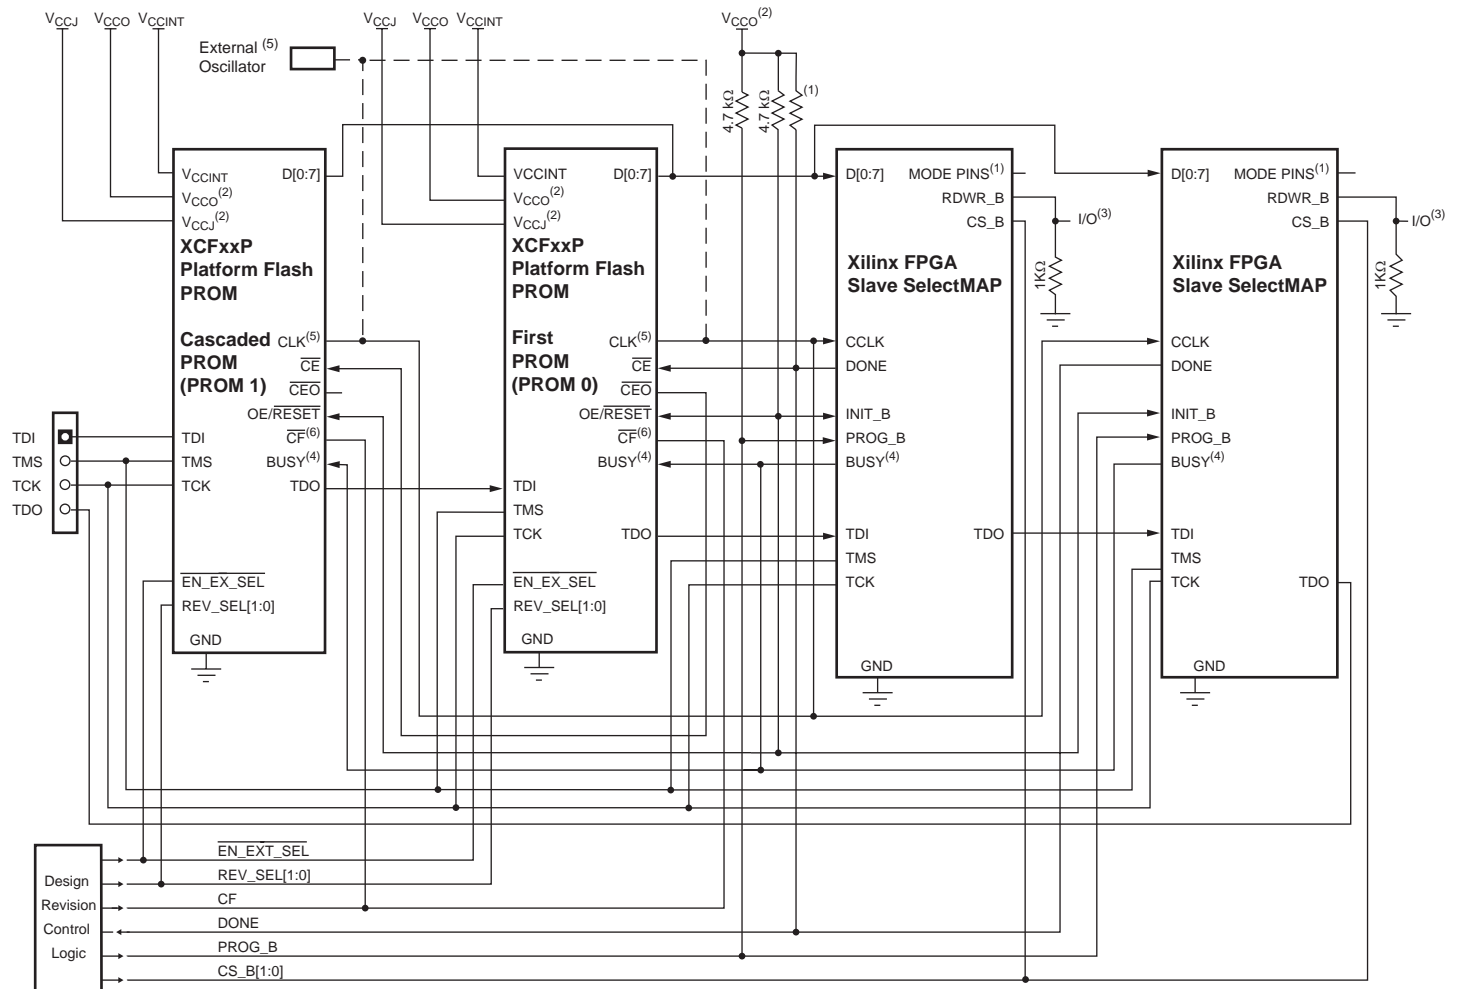 VCCJ VCCO VCCINT
External (5)
Oscillator
VCCJ VCCO VCCINT
VCCO(2)
4.7 kΩ
4.7 kΩ
(1)
VCCINT
VCCO(2)
VCCJ(2)
D[0:7]
XCFxxP
Platform Flash
PROM
Cascaded
PROM
(PROM 1)
CLK(5)
CE
CEO
OE/RESET
CF(6)
BUSY(4)
TDO
TDI
TMS
TCK
EN_EX_SEL
REV_SEL[1:0]
GND
TDI
TMS
TCK
TDO
VCCINT
VCCO(2)
VCCJ(2)
D[0:7]
XCFxxP
Platform Flash
PROM
First
PROM
(PROM 0)
CLK(5)
CE
CEO
OE/RESET
CF(6)
BUSY(4)
TDI
TMS
TCK
TDO
EN_EX_SEL
REV_SEL[1:0]
GND
D[0:7]
MODE PINS(1)
RDWR_B
CS_B
I/O(3)
1KΩ
Xilinx FPGA
Slave SelectMAP
CCLK
DONE
INIT_B
PROG_B
BUSY(4)
TDI
TMS
TCK
TDO
GND
D[0:7]
MODE PINS(1)
RDWR_B
CS_B
I/O(3)
1KΩ
Xilinx FPGA
Slave SelectMAP
CCLK
DONE
INIT_B
PROG_B
BUSY(4)
TDI
TMS
TCK
TDO
GND
Design
Revision
Control
Logic
EN_EXT_SEL
REV_SEL[1:0]
CF
DONE
PROG_B
CS_B[1:0]